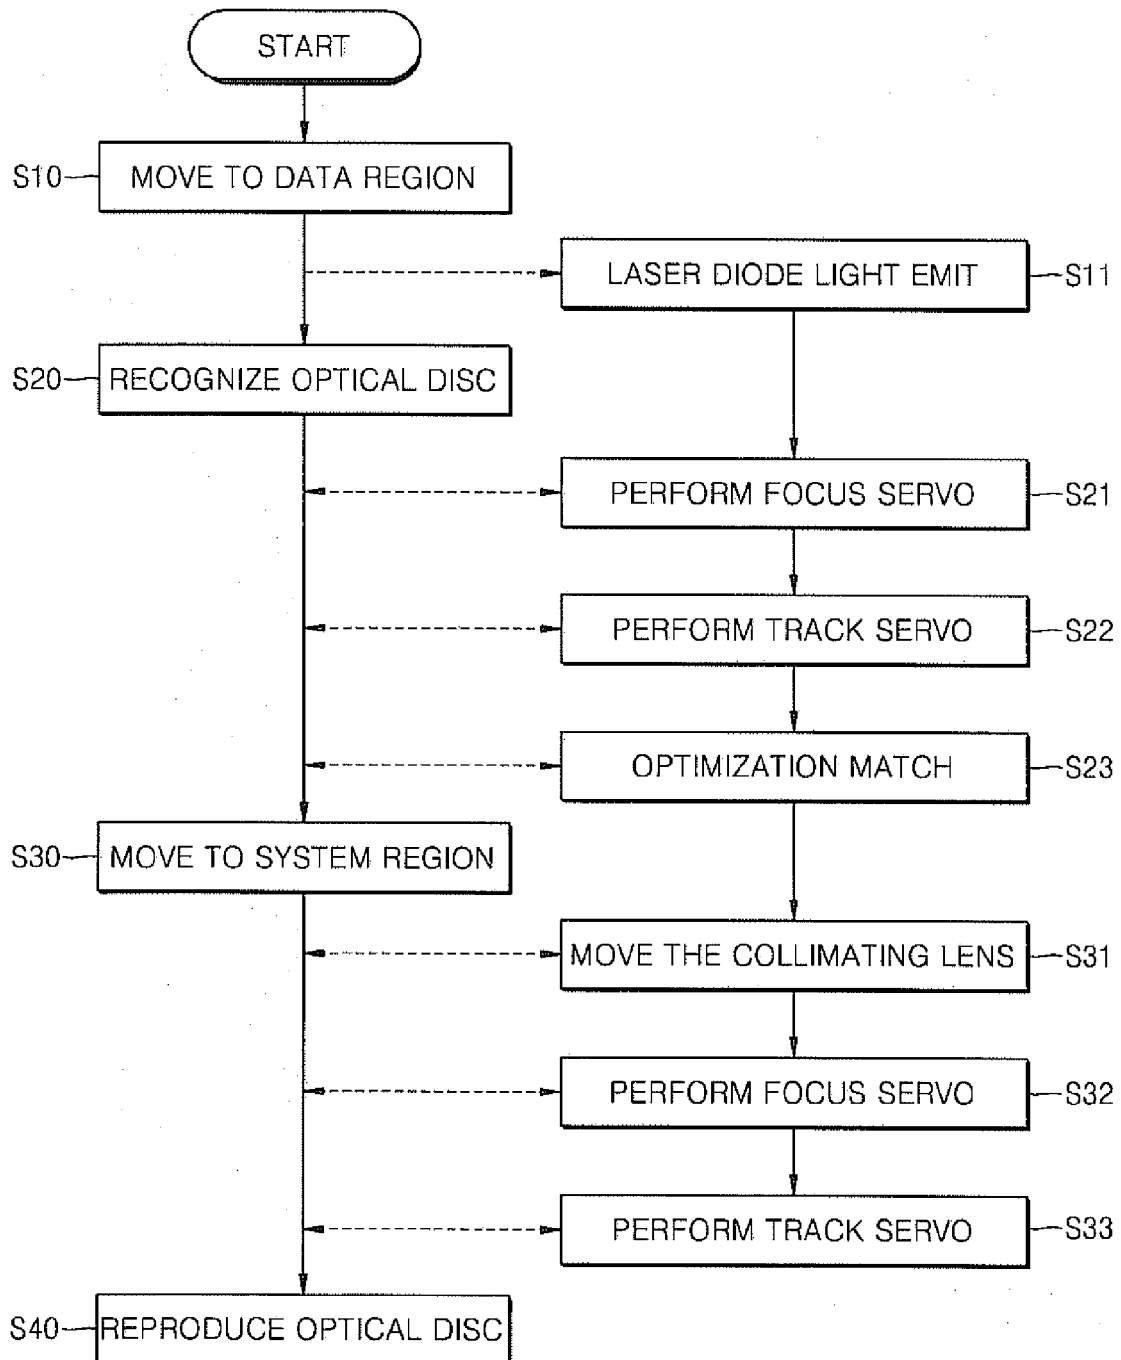 START
S10 MOVE TO DATA REGION
LASER DIODE LIGHT EMIT S11
S20 RECOGNIZE OPTICAL DISC
PERFORM FOCUS SERVO S21
PERFORM TRACK SERVO S22
OPTIMIZATION MATCH S23
S30 MOVE TO SYSTEM REGION
MOVE THE COLLIMATING LENS S31
PERFORM FOCUS SERVO S32
PERFORM TRACK SERVO S33
S40 REPRODUCE OPTICAL DISC